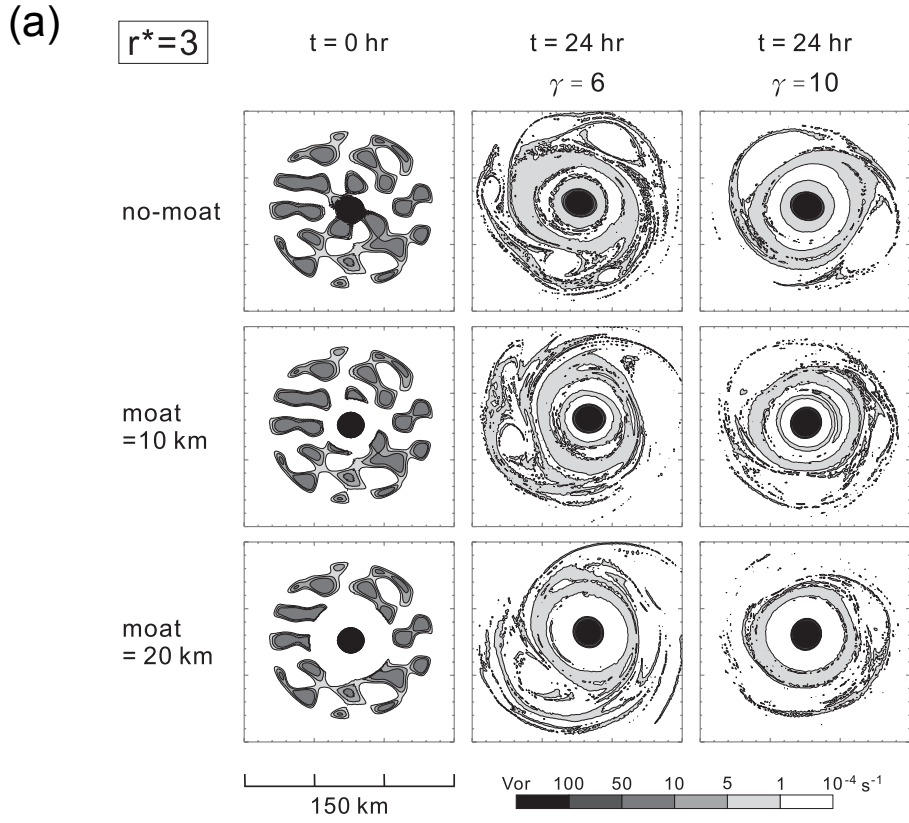 (a)
r*=3
t = 0 hr
t = 24 hr
t = 24 hr
γ = 6
γ = 10
no-moat
moat
=10 km
moat
= 20 km
150 km
Vor 100 50 10 5 1 10⁻⁴ s⁻¹